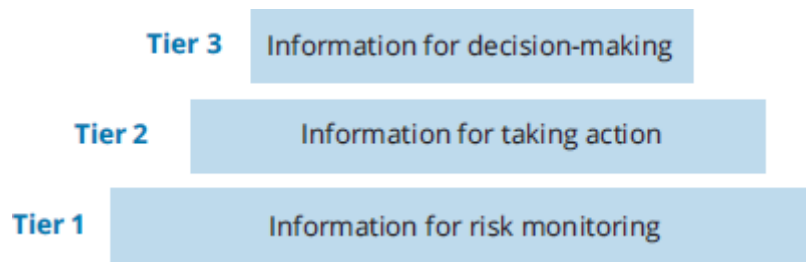 Tier 3 Information for decision-making
Tier 2 Information for taking action
Tier 1 Information for risk monitoring